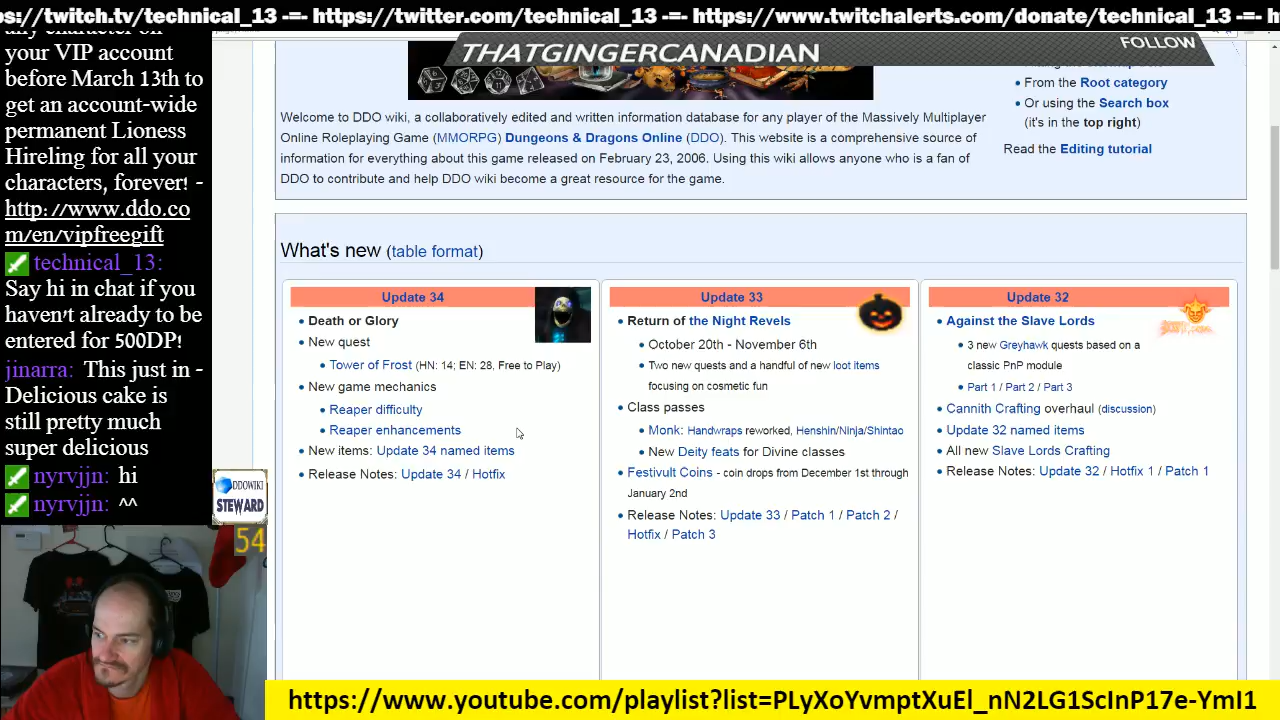 ps://twitch.tv/technical_13 -=- https://twitter.com/technical_13 -=- https://www.twitchalerts.com/donate/technical_13 -=- h
THATGINGERCANADIAN
FOLLOW
any character on
your VIP account
before March 13th to
get an account-wide
permanent Lioness
Hireling for all your
characters, forever! -
http://www.ddo.co
m/en/vipfreegift
technical_13:
Say hi in chat if you
haven't already to be
entered for 500DP!
jinarra: This just in -
Delicious cake is
still pretty much
super delicious
nyrvjjn: hi
nyrvjjn: ^^
DDOWIKI
STEWARD
54
Welcome to DDO wiki, a collaboratively edited and written information database for any player of the Massively Multiplayer
Online Roleplaying Game (MMORPG) Dungeons & Dragons Online (DDO). This website is a comprehensive source of
information for everything about this game released on February 23, 2006. Using this wiki allows anyone who is a fan of
DDO to contribute and help DDO wiki become a great resource for the game.
• From the Root category
• Or using the Search box
(it's in the top right)
Read the Editing tutorial
What's new (table format)
Update 34
• Death or Glory
• New quest
• Tower of Frost (HN: 14; EN: 28, Free to Play)
• New game mechanics
• Reaper difficulty
• Reaper enhancements
• New items: Update 34 named items
• Release Notes: Update 34 / Hotfix
Update 33
• Return of the Night Revels
• October 20th - November 6th
• Two new quests and a handful of new loot items
focusing on cosmetic fun
• Class passes
• Monk: Handwraps reworked, Henshin/Ninja/Shintao
• New Deity feats for Divine classes
• Festivult Coins - coin drops from December 1st through
January 2nd
• Release Notes: Update 33 / Patch 1 / Patch 2 /
Hotfix / Patch 3
Update 32
• Against the Slave Lords
• 3 new Greyhawk quests based on a
classic PnP module
• Part 1 / Part 2 / Part 3
• Cannith Crafting overhaul (discussion)
• Update 32 named items
• All new Slave Lords Crafting
• Release Notes: Update 32 / Hotfix 1 / Patch 1
https://www.youtube.com/playlist?list=PLyXoYvmptXuEl_nN2LG1ScInP17e-YmI1